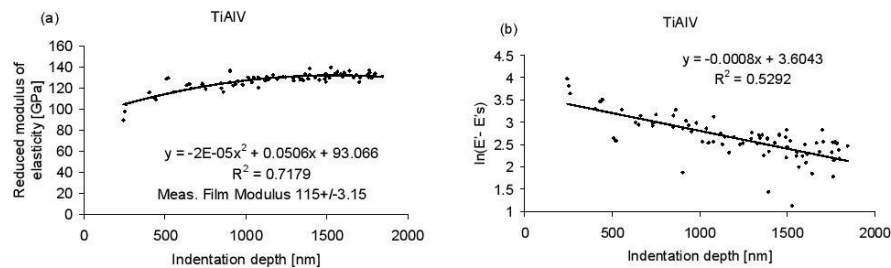 (a)
TiAlV
Reduced modulus of
elasticity [GPa]
160
140
120
100
80
60
40
20
0
y = -2E-05x² + 0.0506x + 93.066
R² = 0.7179
Meas. Film Modulus 115+/-3.15
0 500 1000 1500 2000
Indentation depth [nm]
(b)
TiAlV
ln(E'- E's)
4.5
4
3.5
3
2.5
2
1.5
1
y = -0.0008x + 3.6043
R² = 0.5292
0 500 1000 1500 2000
Indentation depth [nm]